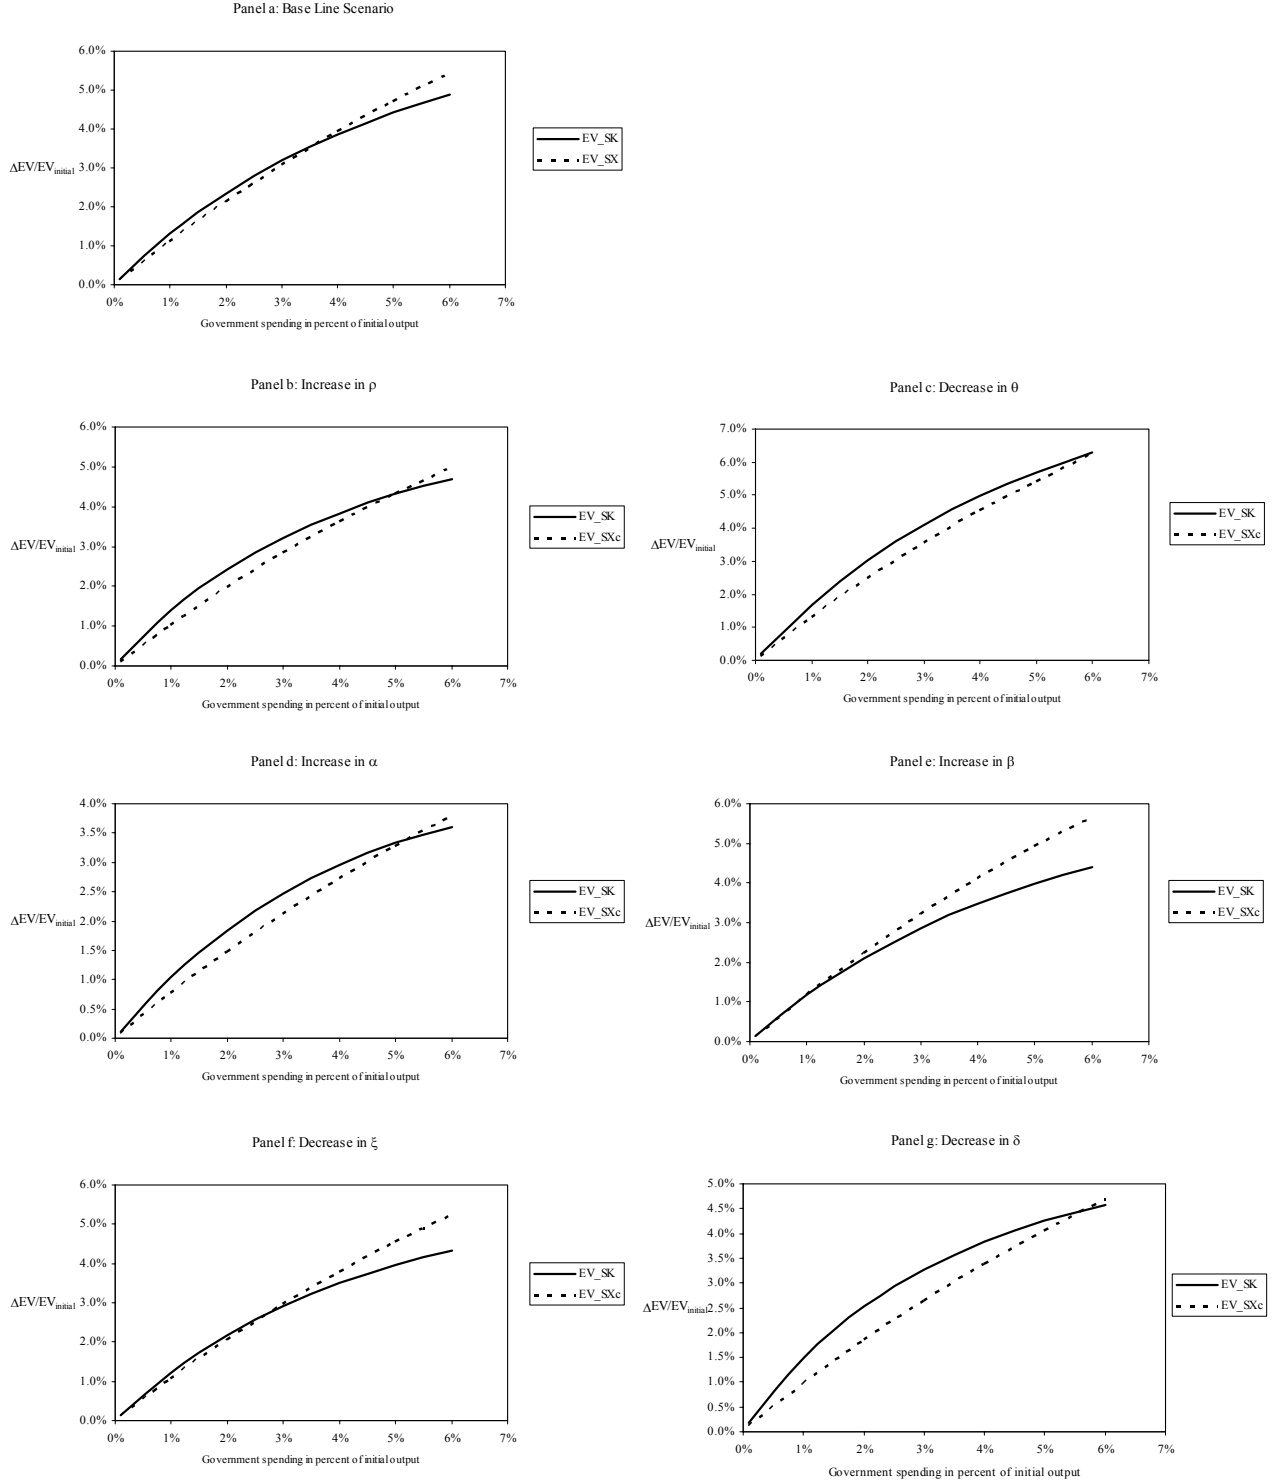 Panel a: Base Line Scenario
6.0%
5.0%
4.0%
3.0%
2.0%
1.0%
0.0%
ΔEV/EVinitial
0% 1% 2% 3% 4% 5% 6% 7%
Government spending in percent of initial output
EV_SK
EV_SX
Panel b: Increase in ρ
6.0%
5.0%
4.0%
3.0%
2.0%
1.0%
0.0%
ΔEV/EVinitial
0% 1% 2% 3% 4% 5% 6% 7%
Government spending in percent of initial output
EV_SK
EV_SXc
Panel c: Decrease in θ
7.0%
6.0%
5.0%
4.0%
3.0%
2.0%
1.0%
0.0%
ΔEV/EVinitial
0% 1% 2% 3% 4% 5% 6% 7%
Government spending in percent of initial output
EV_SK
EV_SXc
Panel d: Increase in α
4.0%
3.5%
3.0%
2.5%
2.0%
1.5%
1.0%
0.5%
0.0%
ΔEV/EVinitial
0% 1% 2% 3% 4% 5% 6% 7%
Government spending in percent of initial output
EV_SK
EV_SXc
Panel e: Increase in β
6.0%
5.0%
4.0%
3.0%
2.0%
1.0%
0.0%
ΔEV/EVinitial
0% 1% 2% 3% 4% 5% 6% 7%
Government spending in percent of initial output
EV_SK
EV_SXc
Panel f: Decrease in ξ
6.0%
5.0%
4.0%
3.0%
2.0%
1.0%
0.0%
ΔEV/EVinitial
0% 1% 2% 3% 4% 5% 6% 7%
Government spending in percent of initial output
EV_SK
EV_SXc
Panel g: Decrease in δ
5.0%
4.5%
4.0%
3.5%
3.0%
2.5%
2.0%
1.5%
1.0%
0.5%
0.0%
ΔEV/EVinitial
0% 1% 2% 3% 4% 5% 6% 7%
Government spending in percent of initial output
EV_SK
EV_SXc